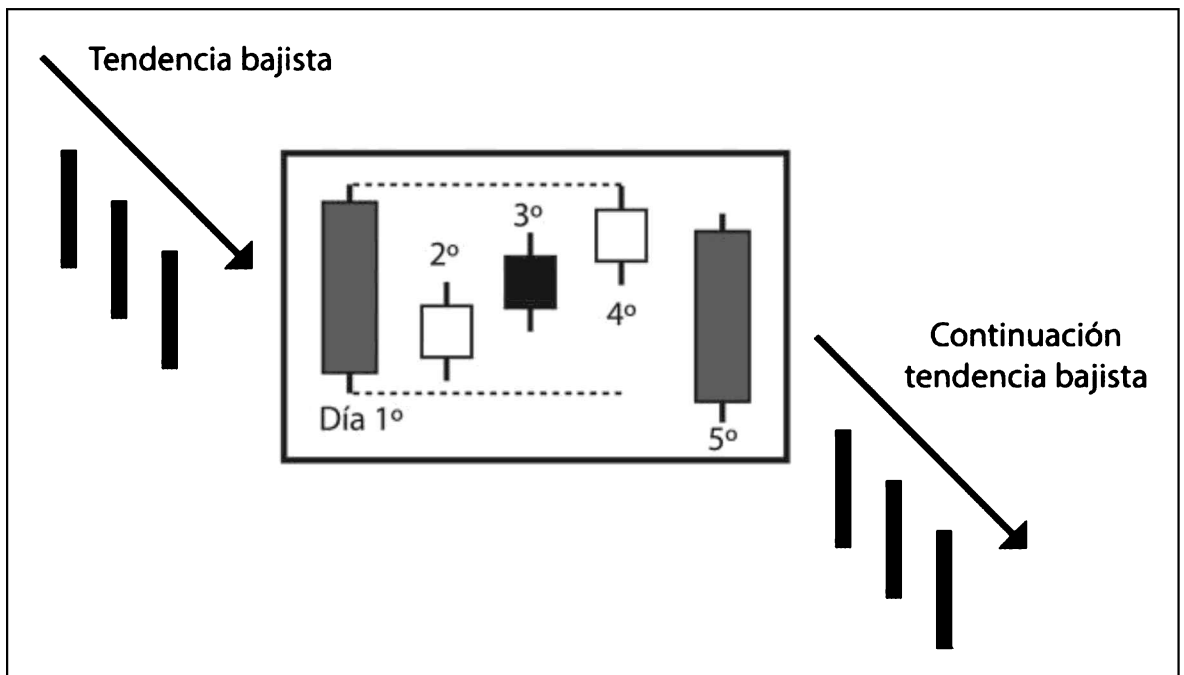 Tendencia bajista
3º
2º
4º
Día 1º
5º
Continuación
tendencia bajista